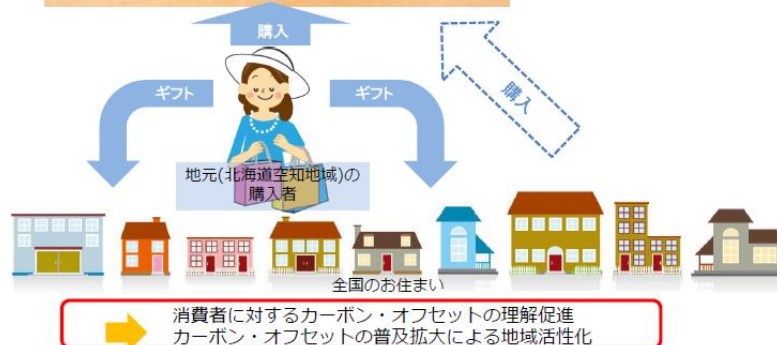 購入
購入
ギフト
ギフト
地元(北海道空知地域)の
購入者
全国のお住まい
消費者に対するカーボン・オフセットの理解促進
カーボン・オフセットの普及拡大による地域活性化